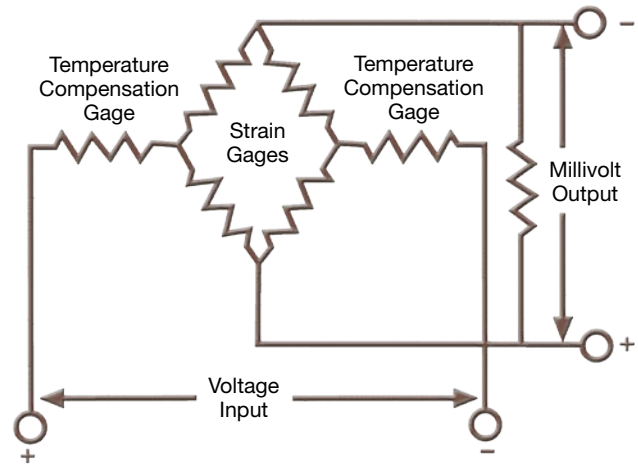 −
Temperature
Compensation
Gage
Temperature
Compensation
Gage
Strain
Gages
Millivolt
Output
+
Voltage
Input
+
−